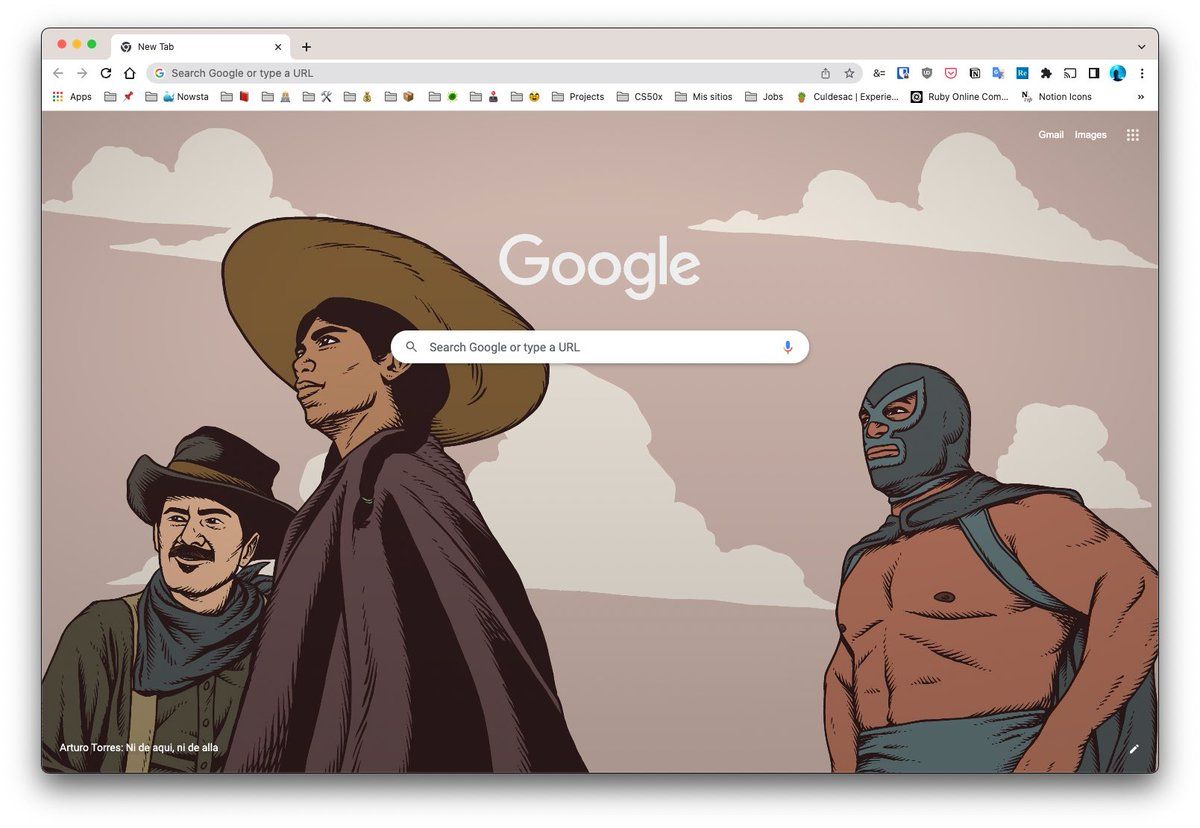 New Tab
Search Google or type a URL
Apps Nowsta Projects CS50x Mis sitios Jobs Culdesac | Experie... Ruby Online Com... Notion Icons »
Gmail Images
Google
Search Google or type a URL
Arturo Torres: Ni de aqui, ni de alla